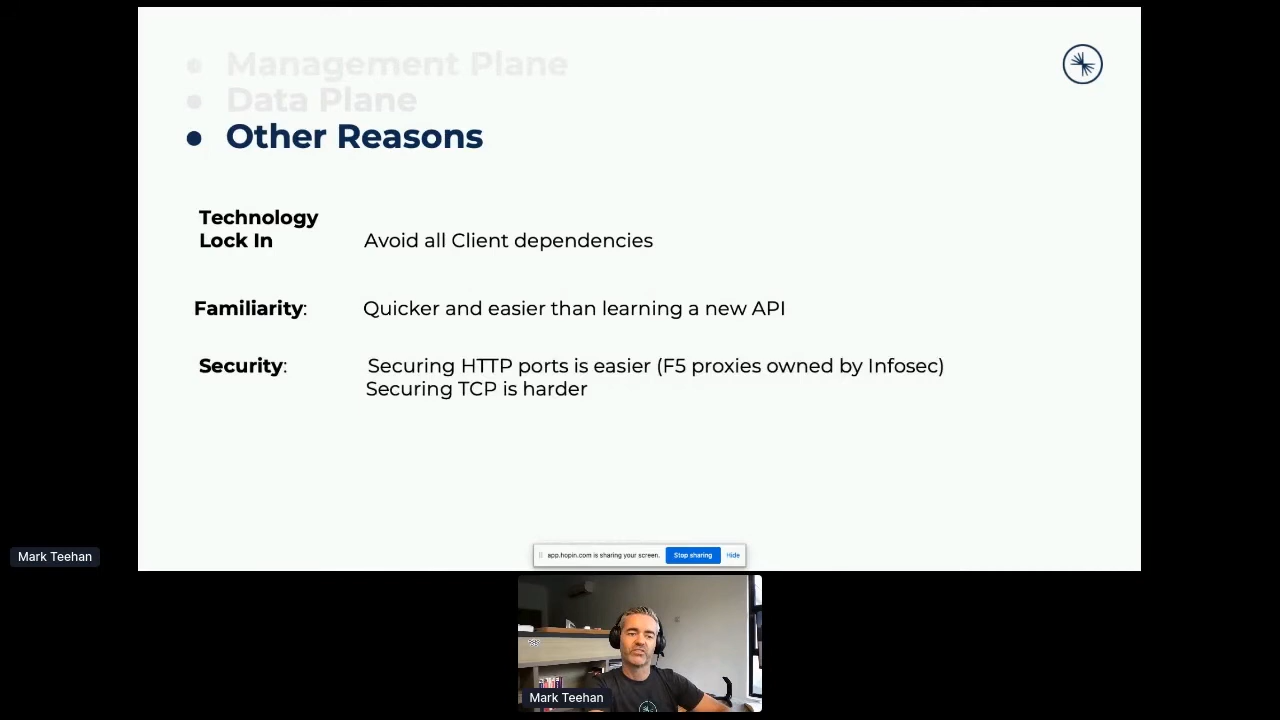 Management Plane
Data Plane
Other Reasons
Technology
Lock In
Avoid all Client dependencies
Familiarity:
Quicker and easier than learning a new API
Security:
Securing HTTP ports is easier (F5 proxies owned by Infosec)
Securing TCP is harder
Mark Teehan
app.hopin.com is sharing your screen.
Stop sharing
Hide
Mark Teehan